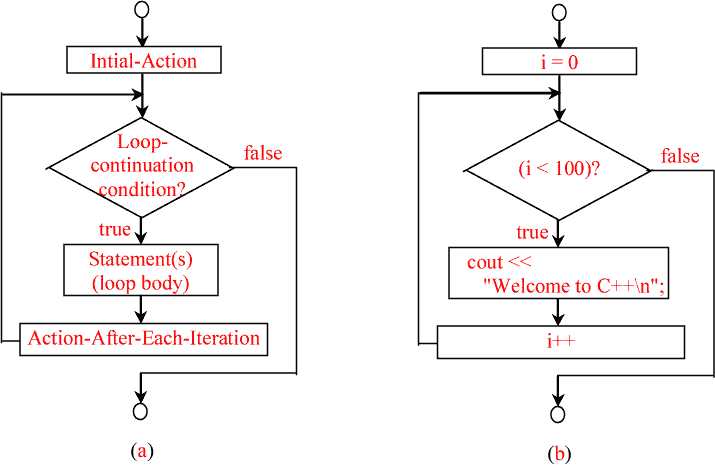 Intial-Action
Loop-
continuation
condition?
false
true
Statement(s)
(loop body)
Action-After-Each-Iteration
(a)
i = 0
(i < 100)?
false
true
cout <<
"Welcome to C++\n";
i++
(b)